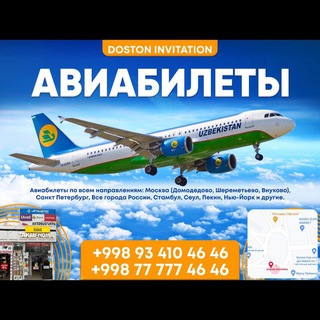 DOSTON INVITATION
АВИАБИЛЕТЫ
UZBEKISTAN
Авиабилеты по всем направлениям: Москва (Домодедово, Шереметьево, Внуково),
Санкт Петербург, Все города России, Стамбул, Сеул, Пекин, Нью-Йорк и другие.
+998 93 410 46 46
+998 77 777 46 46